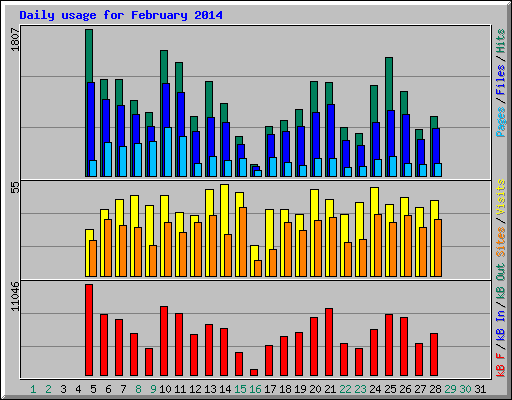 Daily usage for February 2014
1807
Pages / Files / Hits
55
Sites / Visits
11046
kB F / kB In / kB Out
1 2 3 4 5 6 7 8 9 10 11 12 13 14 15 16 17 18 19 20 21 22 23 24 25 26 27 28 29 30 31